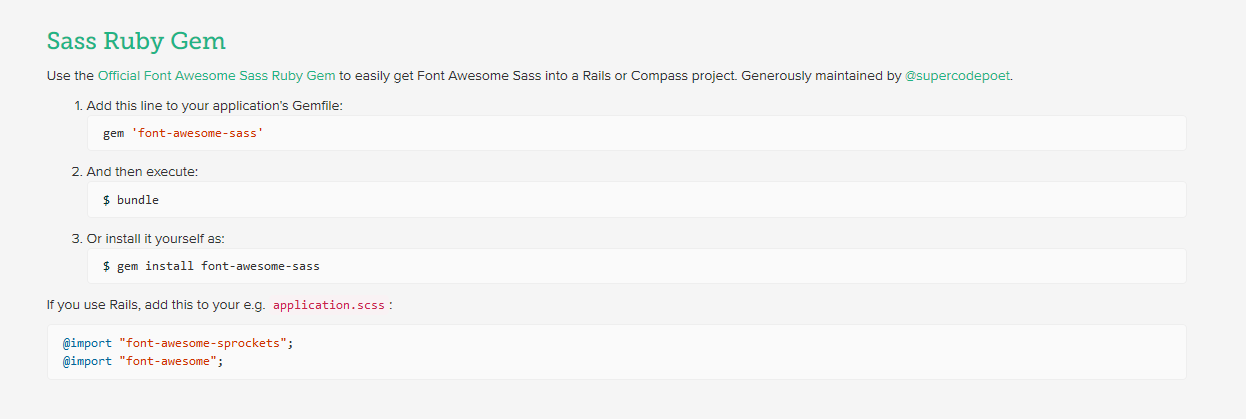 Sass Ruby Gem
Use the Official Font Awesome Sass Ruby Gem to easily get Font Awesome Sass into a Rails or Compass project. Generously maintained by @supercodepoet.
1. Add this line to your application's Gemfile:
gem 'font-awesome-sass'
2. And then execute:
$ bundle
3. Or install it yourself as:
$ gem install font-awesome-sass
If you use Rails, add this to your e.g. application.scss :
@import "font-awesome-sprockets";
@import "font-awesome";